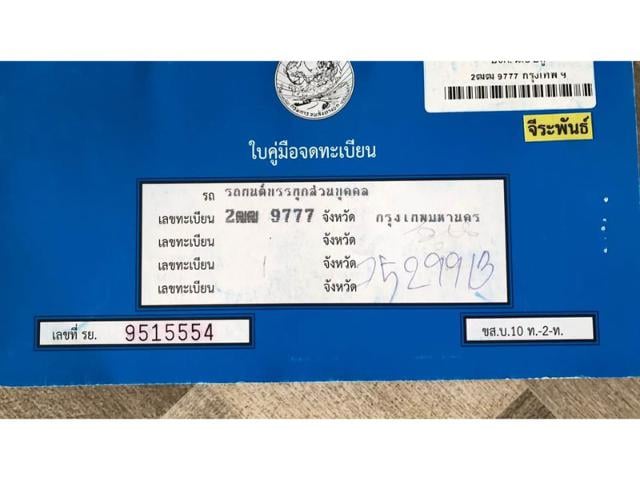 2ฒฒ 9777 กรุงเทพ ฯ
จีระพันธ์
ใบคู่มือจดทะเบียน
รถ รถยนต์บรรทุกส่วนบุคคล
เลขทะเบียน 2ฒฒ 9777 จังหวัด กรุงเทพมหานคร
เลขทะเบียน จังหวัด
เลขทะเบียน จังหวัด
เลขทะเบียน จังหวัด
เลขที่ รย. 9515554
ขส.บ.10 ท.-2-ท.